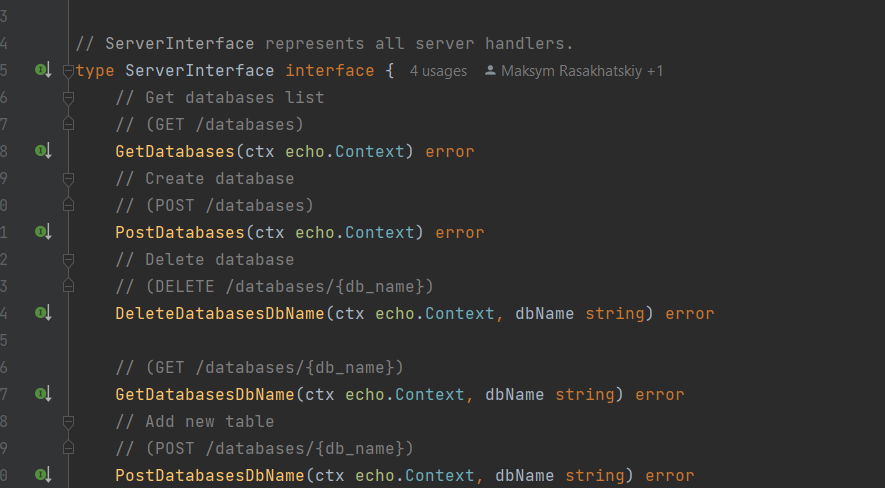 3
4 // ServerInterface represents all server handlers.
5 type ServerInterface interface { 4 usages Maksym Rasakhatskiy +1
6 // Get databases list
7 // (GET /databases)
8 GetDatabases(ctx echo.Context) error
9 // Create database
0 // (POST /databases)
1 PostDatabases(ctx echo.Context) error
2 // Delete database
3 // (DELETE /databases/{db_name})
4 DeleteDatabasesDbName(ctx echo.Context, dbName string) error
5
6 // (GET /databases/{db_name})
7 GetDatabasesDbName(ctx echo.Context, dbName string) error
8 // Add new table
9 // (POST /databases/{db_name})
0 PostDatabasesDbName(ctx echo.Context, dbName string) error